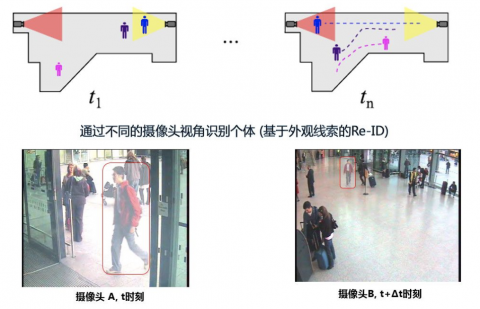 ...
t₁
tₙ
通过不同的摄像头视角识别个体 (基于外观线索的Re-ID)
摄像头 A, t时刻
摄像头B, t+Δt时刻